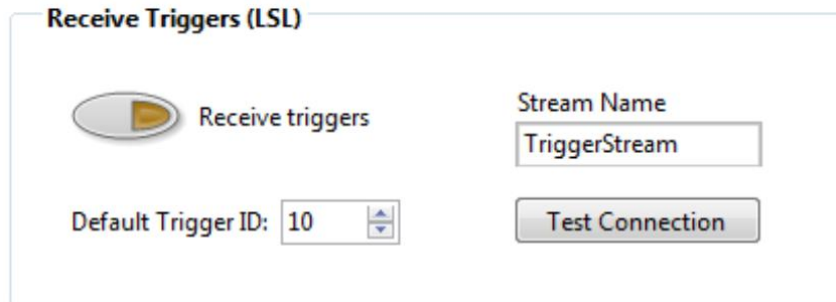 Receive Triggers (LSL)
Receive triggers
Stream Name
TriggerStream
Default Trigger ID: 10
Test Connection